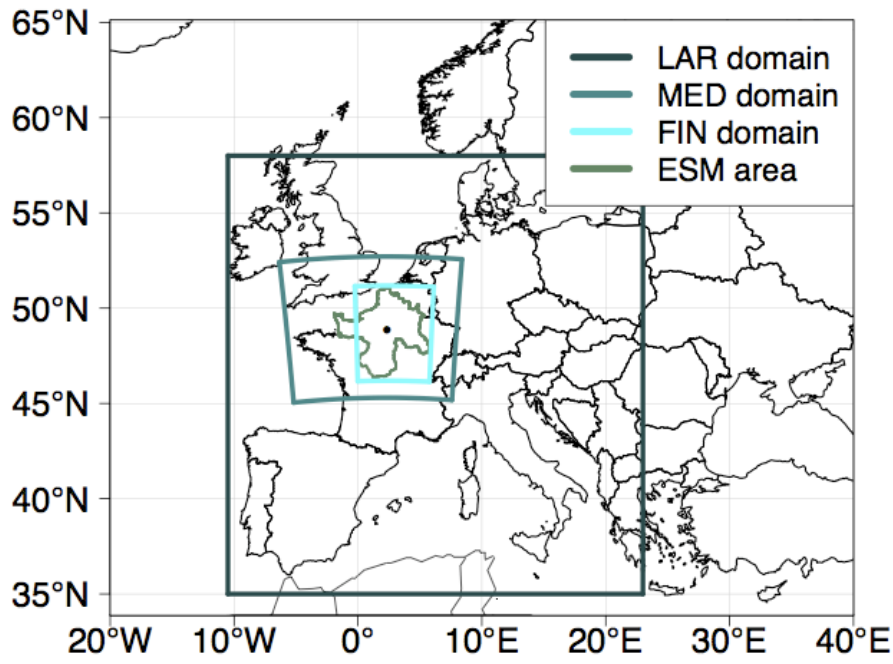 65°N
60°N
55°N
50°N
45°N
40°N
35°N
20°W 10°W 0° 10°E 20°E 30°E 40°E
LAR domain
MED domain
FIN domain
ESM area